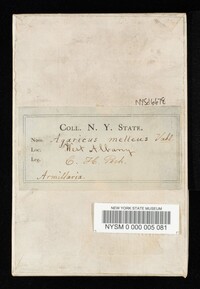 COLL. N. Y. STATE.
Name Agaricus melleus Vahl
Loc: West Albany
Leg. C. H. Peck.
Armillaria
NEW YORK STATE MUSEUM
NYSM 0 000 005 081